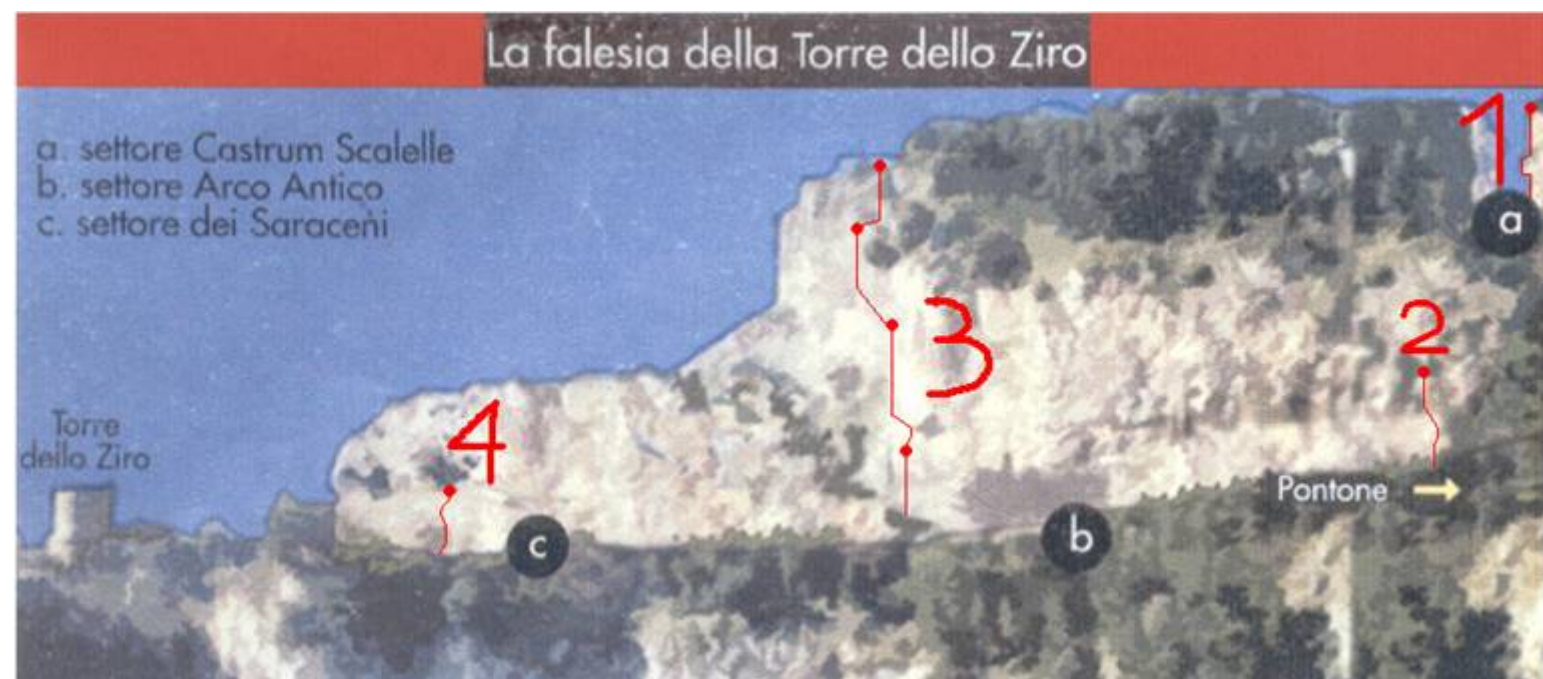 La falesia della Torre dello Ziro
a. settore Castrum Scalelle
b. settore Arco Antico
c. settore dei Saraceni
1
a
2
3
4
Torre
dello Ziro
Pontone
c
b